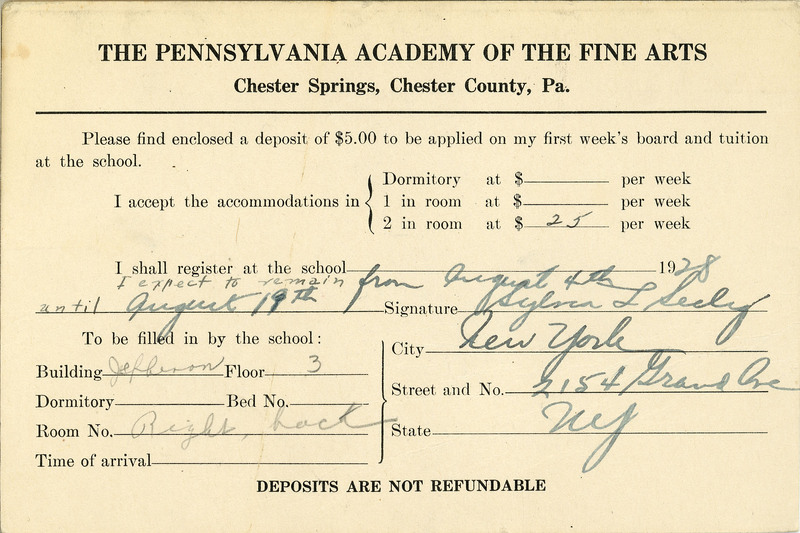 THE PENNSYLVANIA ACADEMY OF THE FINE ARTS
Chester Springs, Chester County, Pa.
Please find enclosed a deposit of $5.00 to be applied on my first week's board and tuition
at the school.
I accept the accommodations in
Dormitory at $ per week
1 in room at $ per week
2 in room at $ 25 per week
I shall register at the school from August 4th 1928
I expect to remain
until August 19th Signature Sylvia L Seely
To be filled in by the school:
City New York
Building Jefferson Floor 3
Street and No. 2154 Grand Ave
Dormitory Bed No.
Room No. Right, back
State NY
Time of arrival
DEPOSITS ARE NOT REFUNDABLE